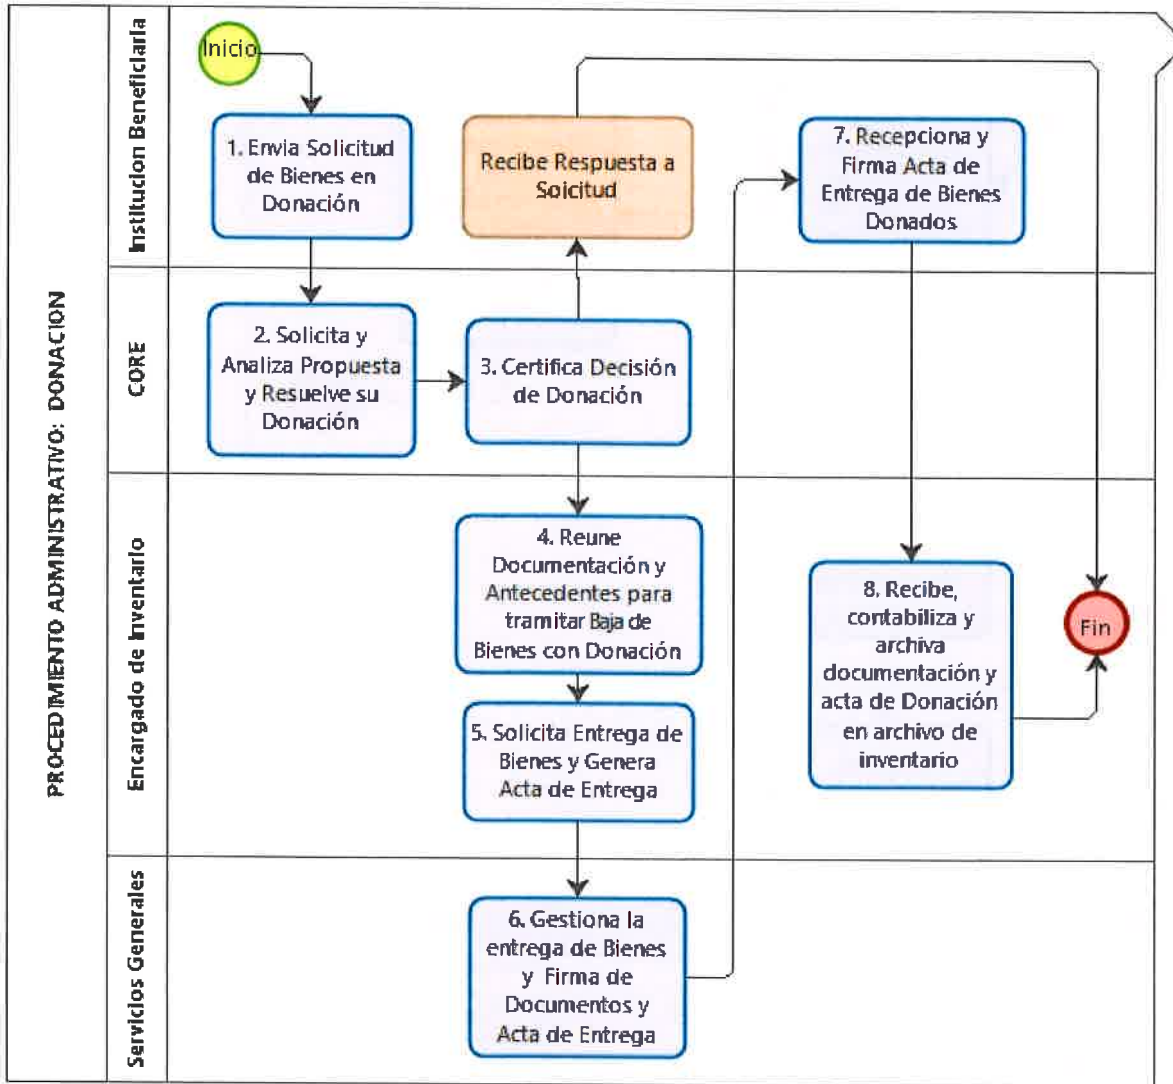 PROCEDIMIENTO ADMINISTRATIVO: DONACION
Institucion Beneficiaria
Inicio
1. Envia Solicitud
de Bienes en
Donación
Recibe Respuesta a
Soicitud
7. Recepciona y
Firma Acta de
Entrega de Bienes
Donados
CORE
2. Solicita y
Analiza Propuesta
y Resuelve su
Donación
3. Certifica Decisión
de Donación
Encargado de Inventario
4. Reune
Documentación y
Antecedentes para
tramitar Baja de
Bienes con Donación
5. Solicita Entrega de
Bienes y Genera
Acta de Entrega
8. Recibe,
contabiliza y
archiva
documentación y
acta de Donación
en archivo de
inventario
Fin
Servicios Generales
6. Gestiona la
entrega de Bienes
y Firma de
Documentos y
Acta de Entrega